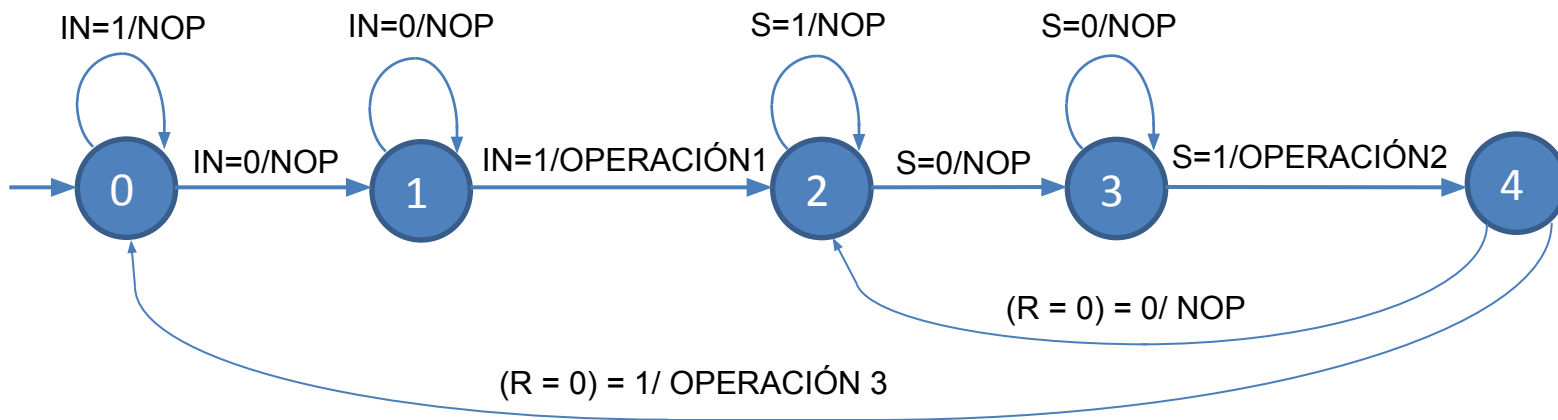 IN=1/NOP
IN=0/NOP
S=1/NOP
S=0/NOP
0
IN=0/NOP
1
IN=1/OPERACIÓN1
2
S=0/NOP
3
S=1/OPERACIÓN2
4
(R = 0) = 0/ NOP
(R = 0) = 1/ OPERACIÓN 3